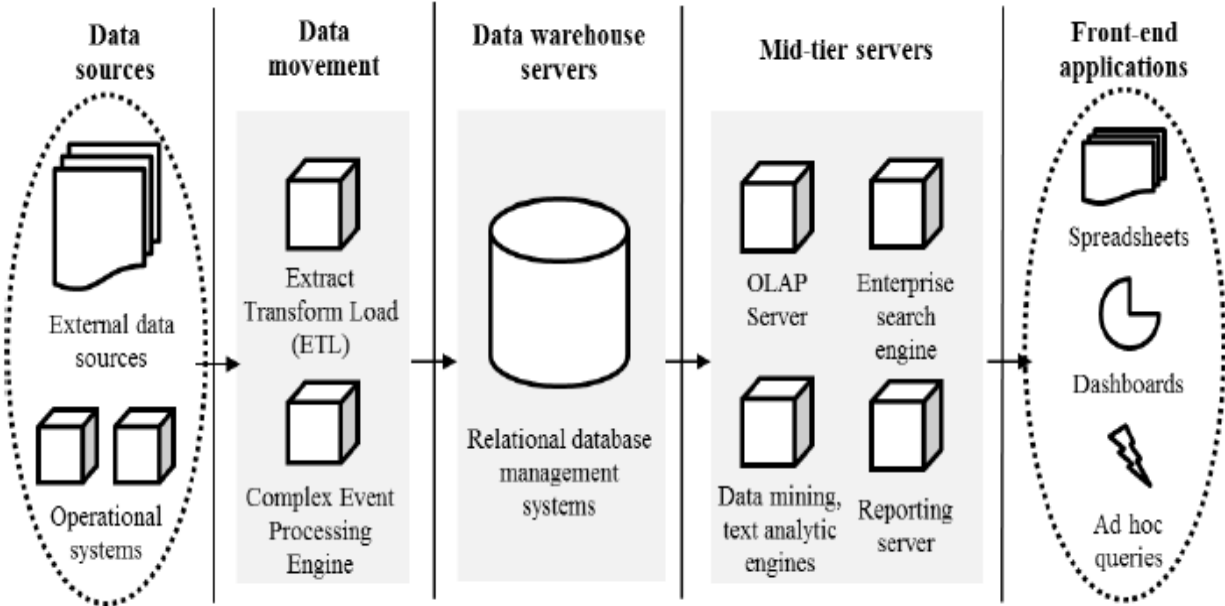 Data
sources
External data
sources
Operational
systems
Data
movement
Extract
Transform Load
(ETL)
Complex Event
Processing
Engine
Data warehouse
servers
Relational database
management
systems
Mid-tier servers
OLAP
Server
Enterprise
search
engine
Data mining,
text analytic
engines
Reporting
server
Front-end
applications
Spreadsheets
Dashboards
Ad hoc
queries